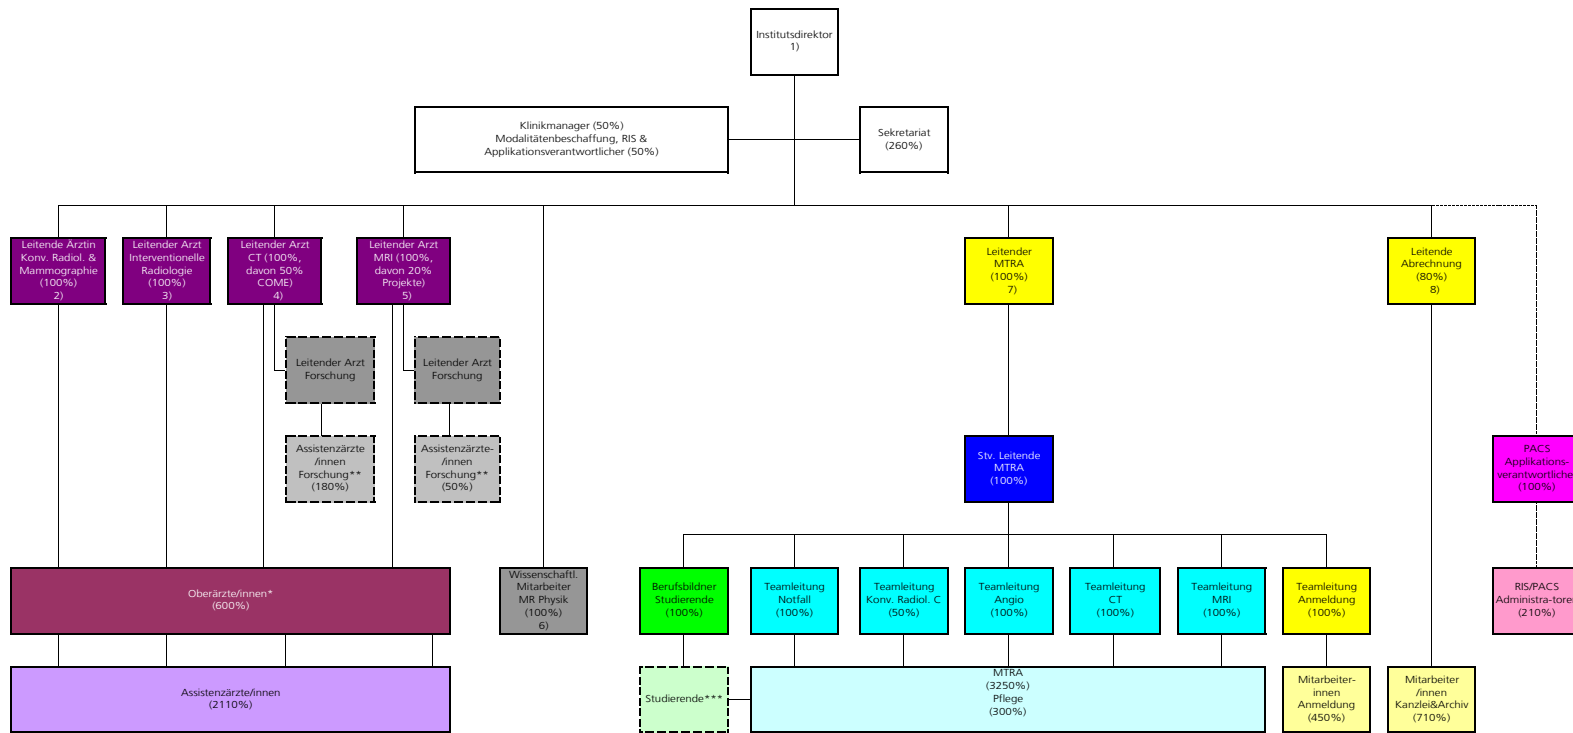 Institutsdirektor
1)
Klinikmanager (50%)
Modalitätenbeschaffung, RIS &
Applikationsverantwortlicher (50%)
Sekretariat
(260%)
Leitende Ärztin
Konv. Radiol. &
Mammographie
(100%)
2)
Leitender Arzt
Interventionelle
Radiologie
(100%)
3)
Leitender Arzt
CT (100%,
davon 50%
COME)
4)
Leitender Arzt
MRI (100%,
davon 20%
Projekte)
5)
Leitender
MTRA
(100%)
7)
Leitende
Abrechnung
(80%)
8)
Leitender Arzt
Forschung
Leitender Arzt
Forschung
Assistenzärzte
/innen
Forschung**
(180%)
Assistenzärzte-
/innen
Forschung**
(50%)
Stv. Leitende
MTRA
(100%)
PACS
Applikations-
verantwortliche
(100%)
Oberärzte/innen*
(600%)
Wissenschaftl.
Mitarbeiter
MR Physik
(100%)
6)
Berufsbildner
Studierende
(100%)
Teamleitung
Notfall
(100%)
Teamleitung
Konv. Radiol. C
(50%)
Teamleitung
Angio
(100%)
Teamleitung
CT
(100%)
Teamleitung
MRI
(100%)
Teamleitung
Anmeldung
(100%)
RIS/PACS
Administra-toren
(210%)
Assistenzärzte/innen
(2110%)
Studierende***
MTRA
(3250%)
Pflege
(300%)
Mitarbeiter-
innen
Anmeldung
(450%)
Mitarbeiter
/innen
Kanzlei&Archiv
(710%)